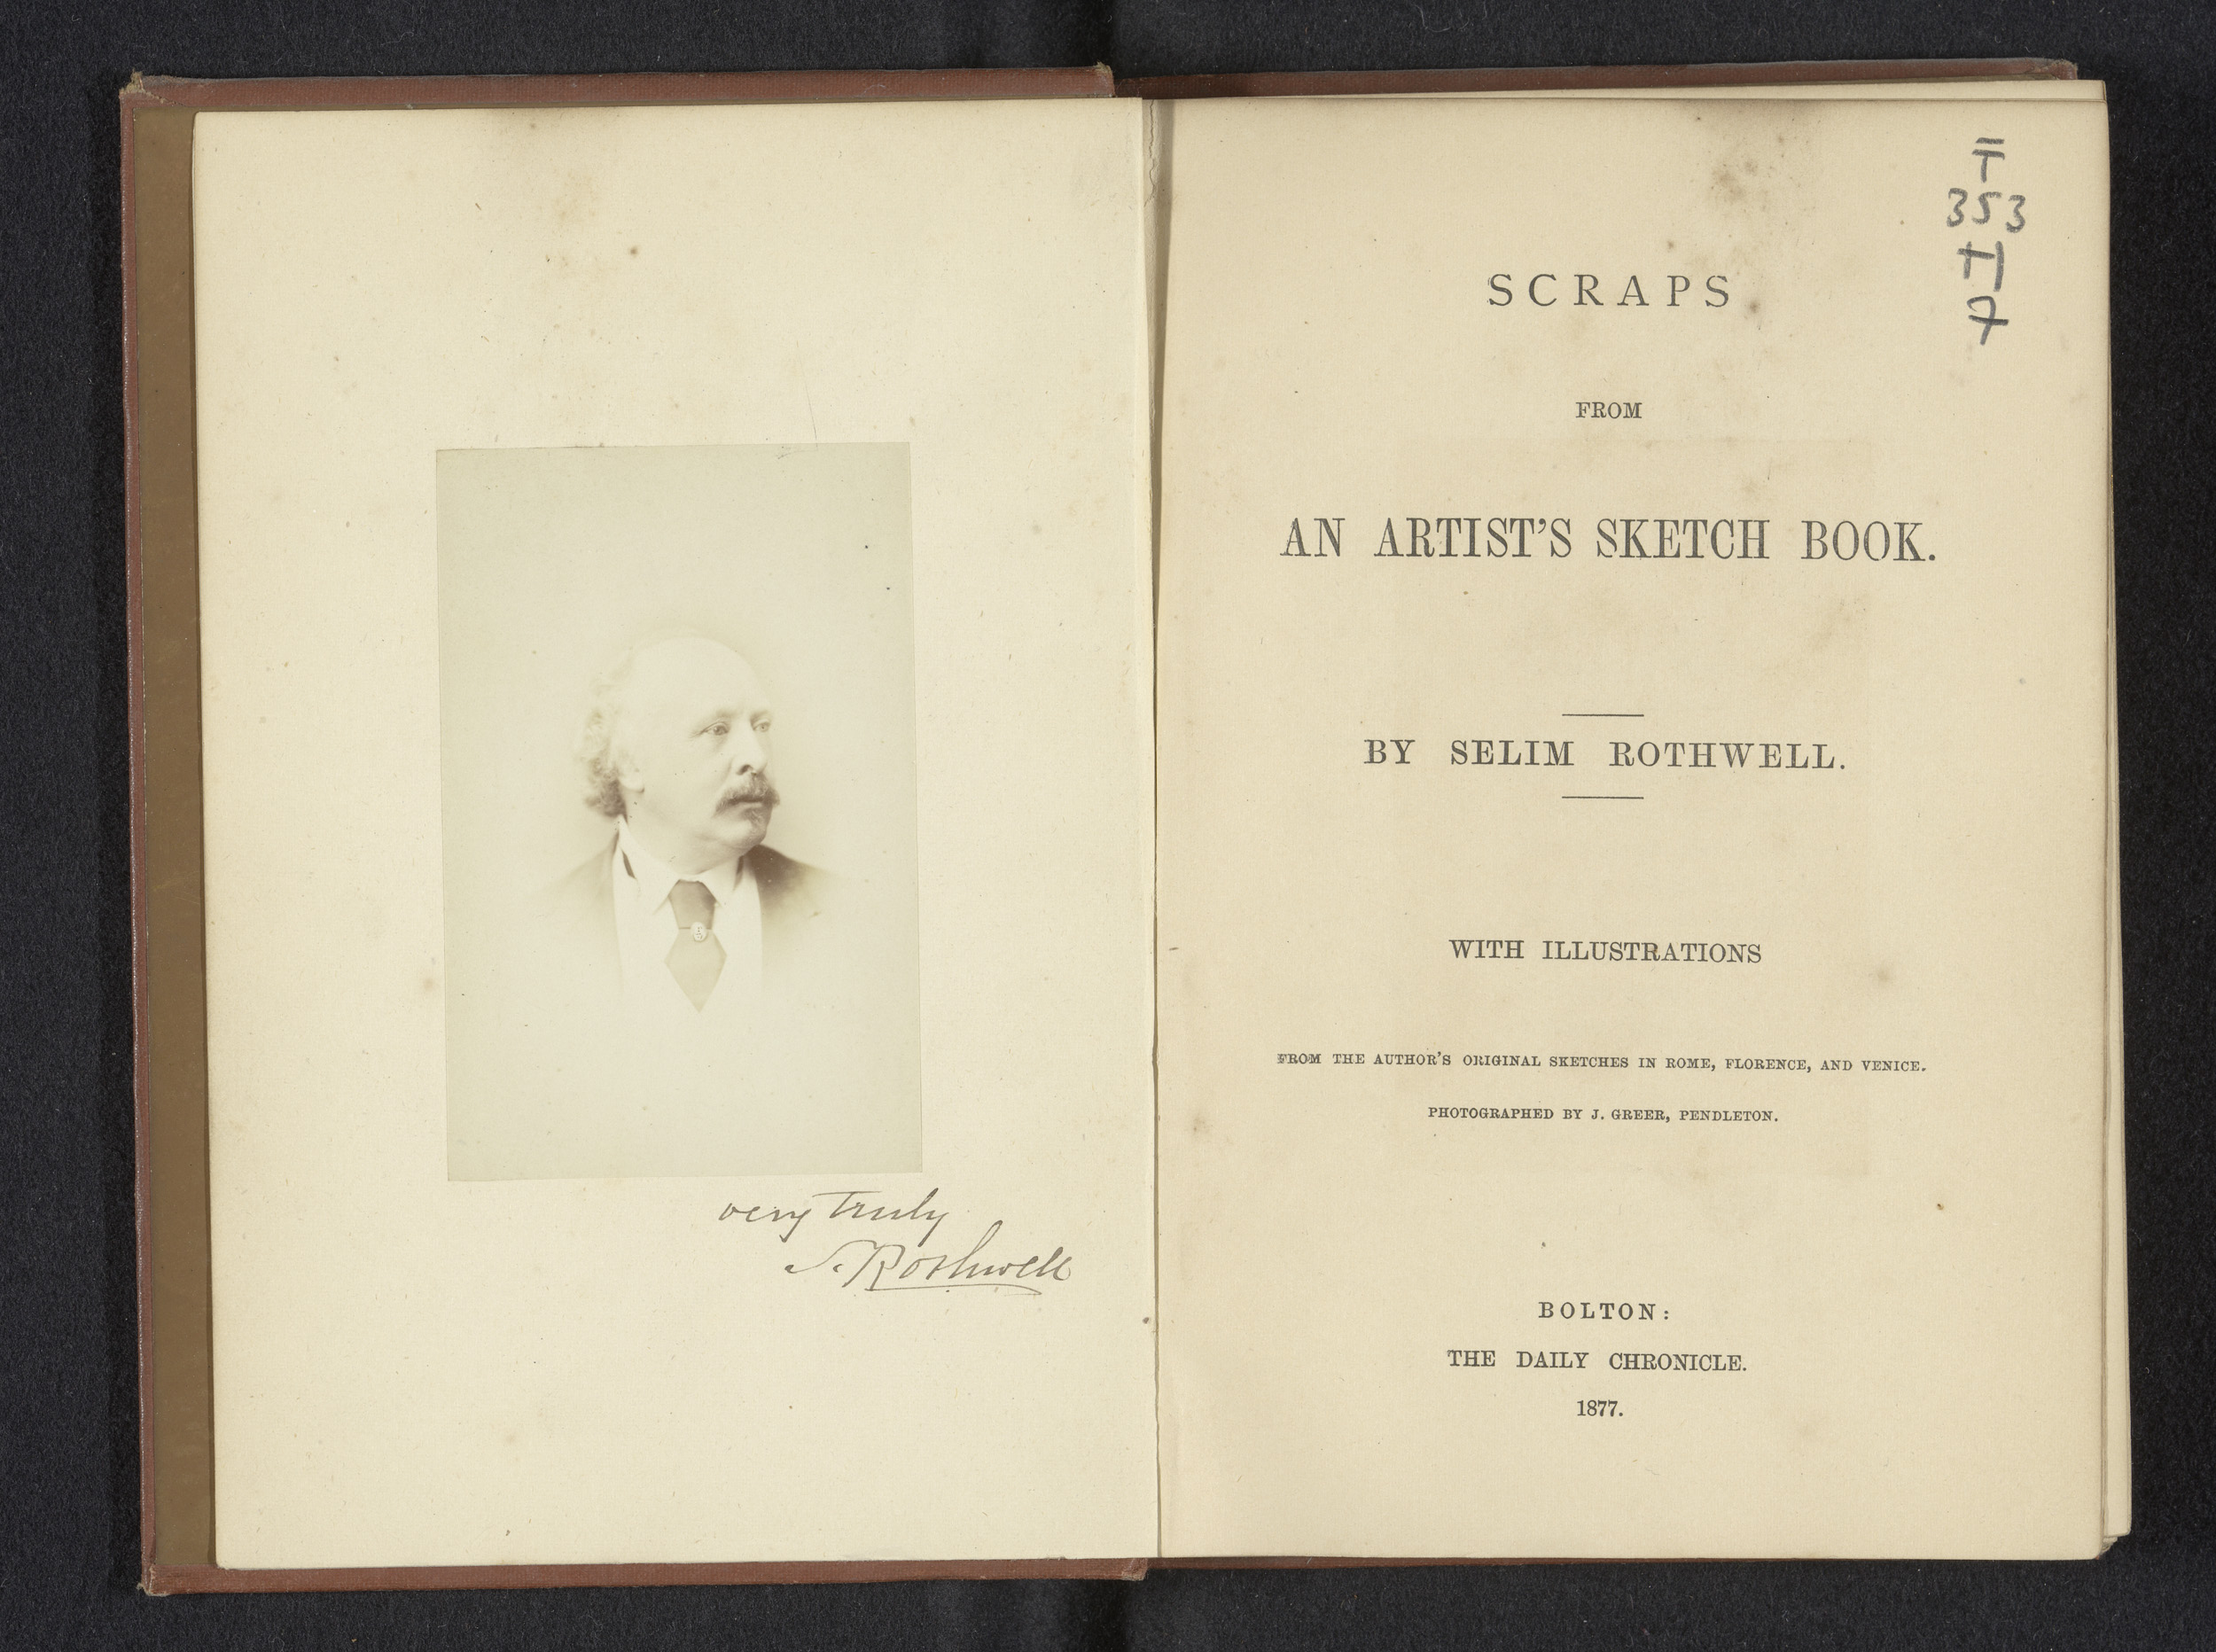 very truly
S. Rothwell
T
353
H
7
SCRAPS
FROM
AN ARTIST'S SKETCH BOOK.
BY SELIM ROTHWELL.
WITH ILLUSTRATIONS
FROM THE AUTHOR'S ORIGINAL SKETCHES IN ROME, FLORENCE, AND VENICE.
PHOTOGRAPHED BY J. GREER, PENDLETON.
BOLTON:
THE DAILY CHRONICLE.
1877.